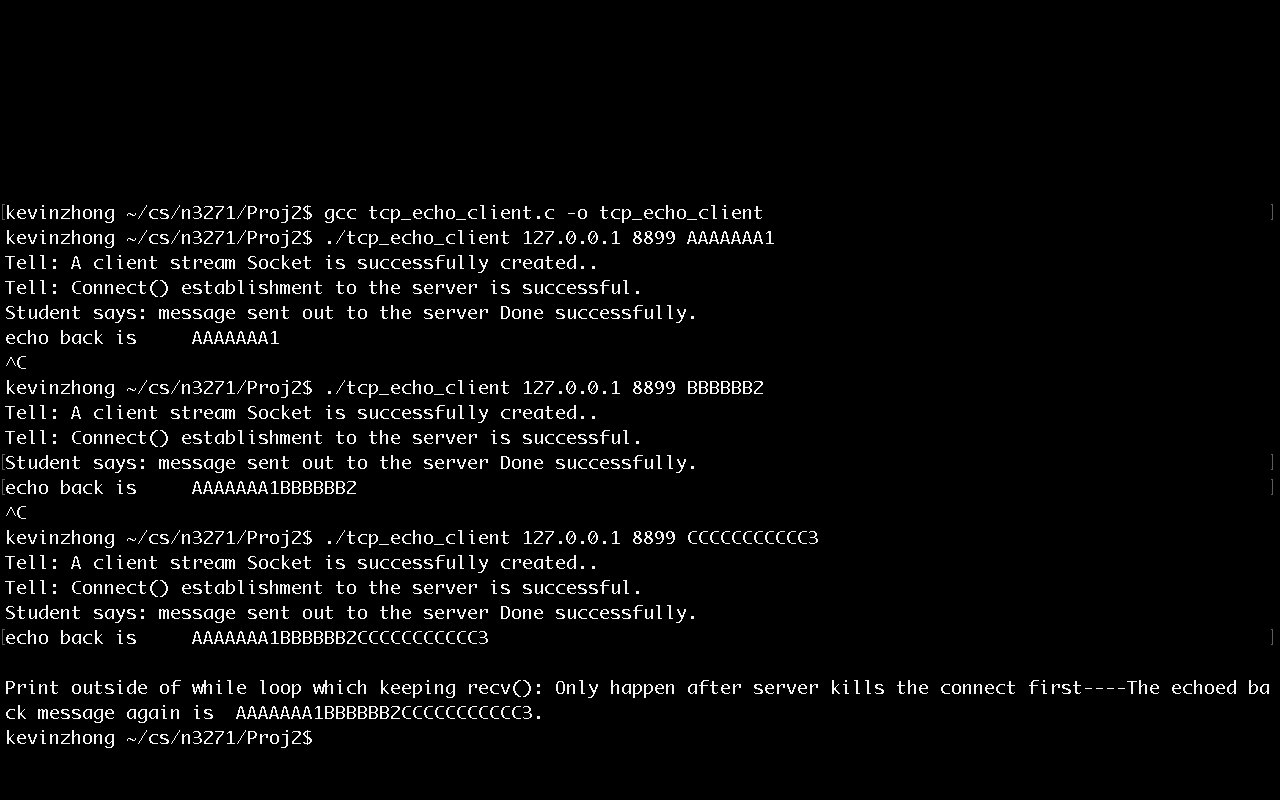 [kevinzhong ~/cs/n3271/Proj2$ gcc tcp_echo_client.c -o tcp_echo_client ]
kevinzhong ~/cs/n3271/Proj2$ ./tcp_echo_client 127.0.0.1 8899 AAAAAAA1
Tell: A client stream Socket is successfully created..
Tell: Connect() establishment to the server is successful.
Student says: message sent out to the server Done successfully.
echo back is     AAAAAAA1
^C
kevinzhong ~/cs/n3271/Proj2$ ./tcp_echo_client 127.0.0.1 8899 BBBBBB2
Tell: A client stream Socket is successfully created..
Tell: Connect() establishment to the server is successful.
[Student says: message sent out to the server Done successfully. ]
[echo back is     AAAAAAA1BBBBBB2 ]
^C
kevinzhong ~/cs/n3271/Proj2$ ./tcp_echo_client 127.0.0.1 8899 CCCCCCCCCCC3
Tell: A client stream Socket is successfully created..
Tell: Connect() establishment to the server is successful.
Student says: message sent out to the server Done successfully.
[echo back is     AAAAAAA1BBBBBB2CCCCCCCCCCC3 ]
Print outside of while loop which keeping recv(): Only happen after server kills the connect first----The echoed ba
ck message again is  AAAAAAA1BBBBBB2CCCCCCCCCCC3.
kevinzhong ~/cs/n3271/Proj2$